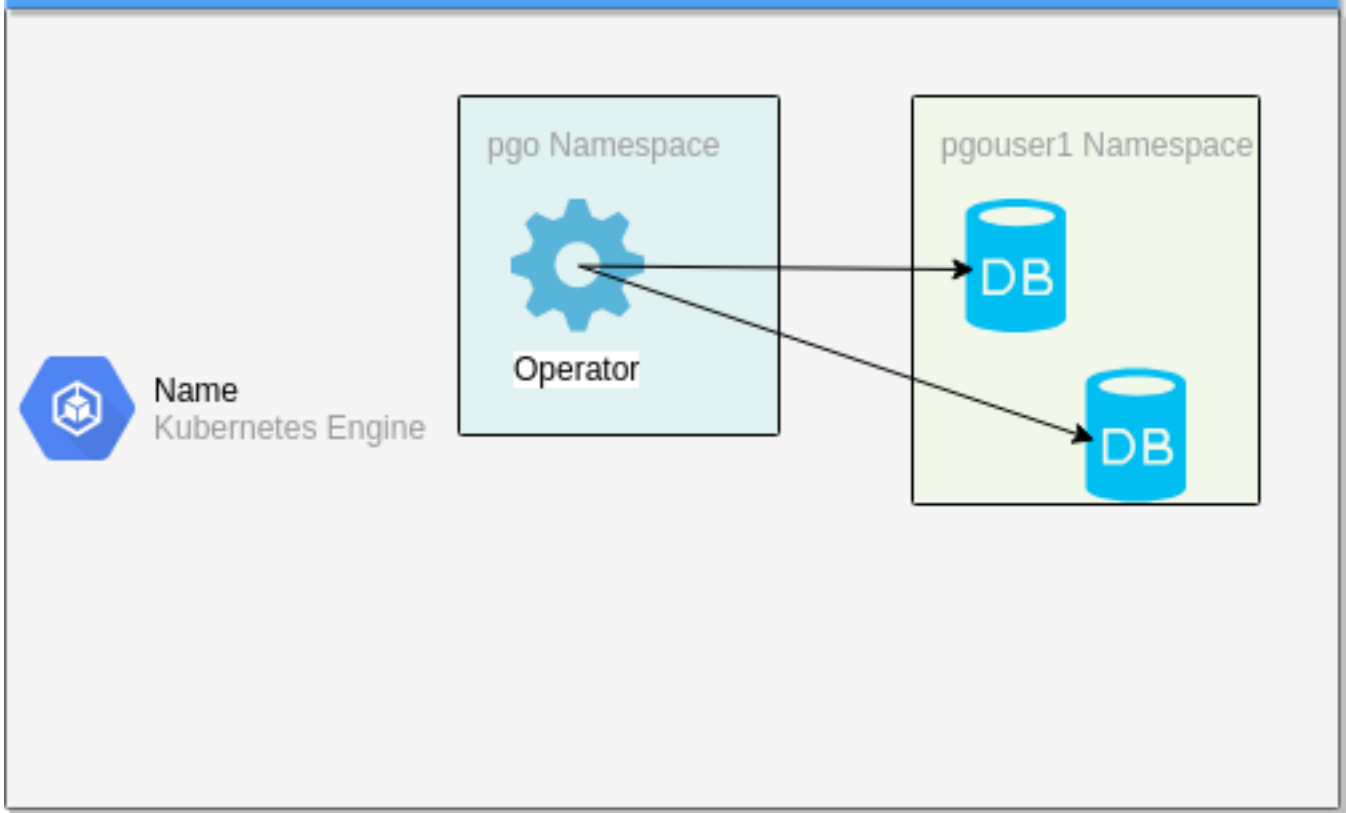 pgo Namespace
pgouser1 Namespace
DB
Operator
Name
Kubernetes Engine
DB